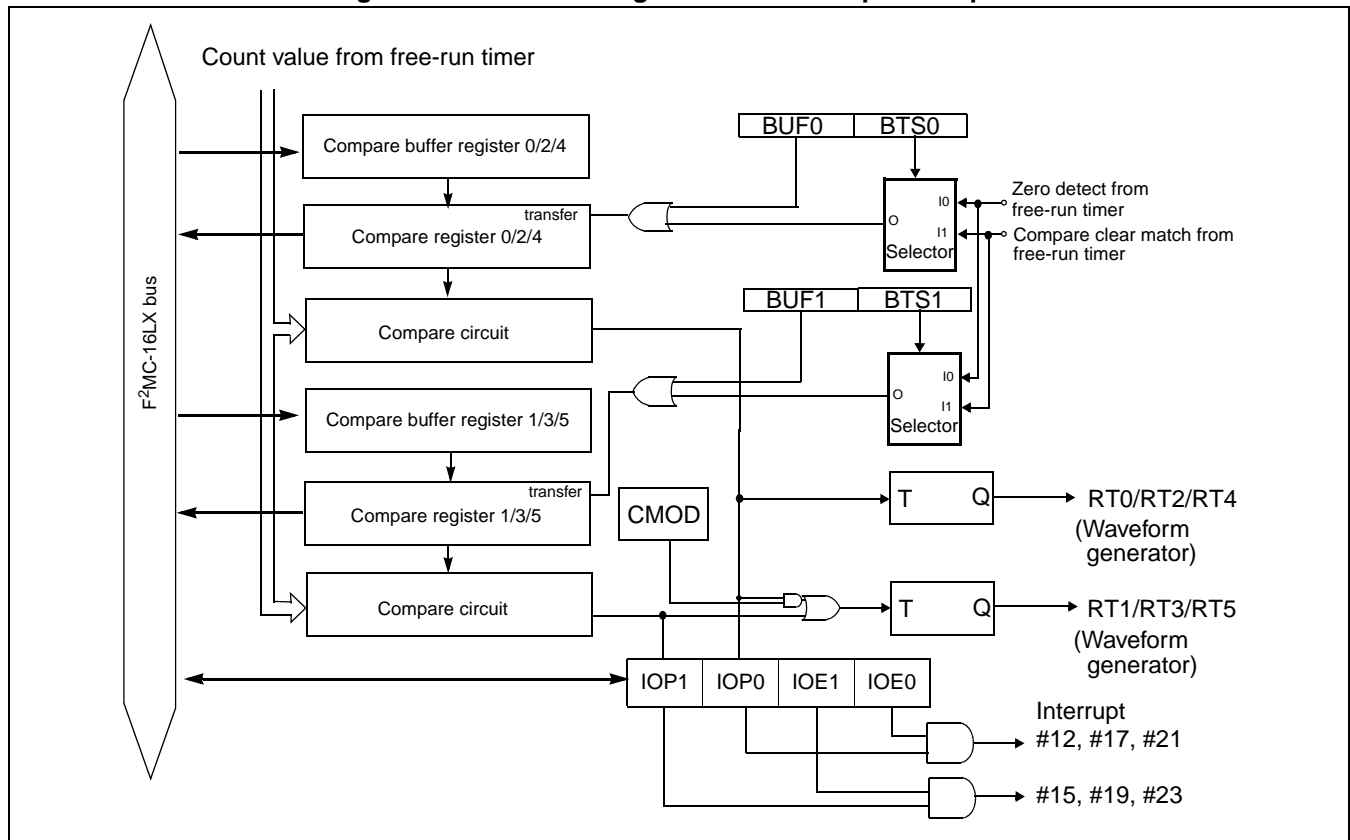 Count value from free-run timer
F²MC-16LX bus
Compare buffer register 0/2/4
BUF0
BTS0
transfer
Compare register 0/2/4
I0
O
I1
Selector
Zero detect from
free-run timer
Compare clear match from
free-run timer
Compare circuit
BUF1
BTS1
Compare buffer register 1/3/5
I0
O
I1
Selector
transfer
Compare register 1/3/5
CMOD
T
Q
RT0/RT2/RT4
(Waveform
generator)
Compare circuit
T
Q
RT1/RT3/RT5
(Waveform
generator)
IOP1
IOP0
IOE1
IOE0
Interrupt
#12, #17, #21
#15, #19, #23